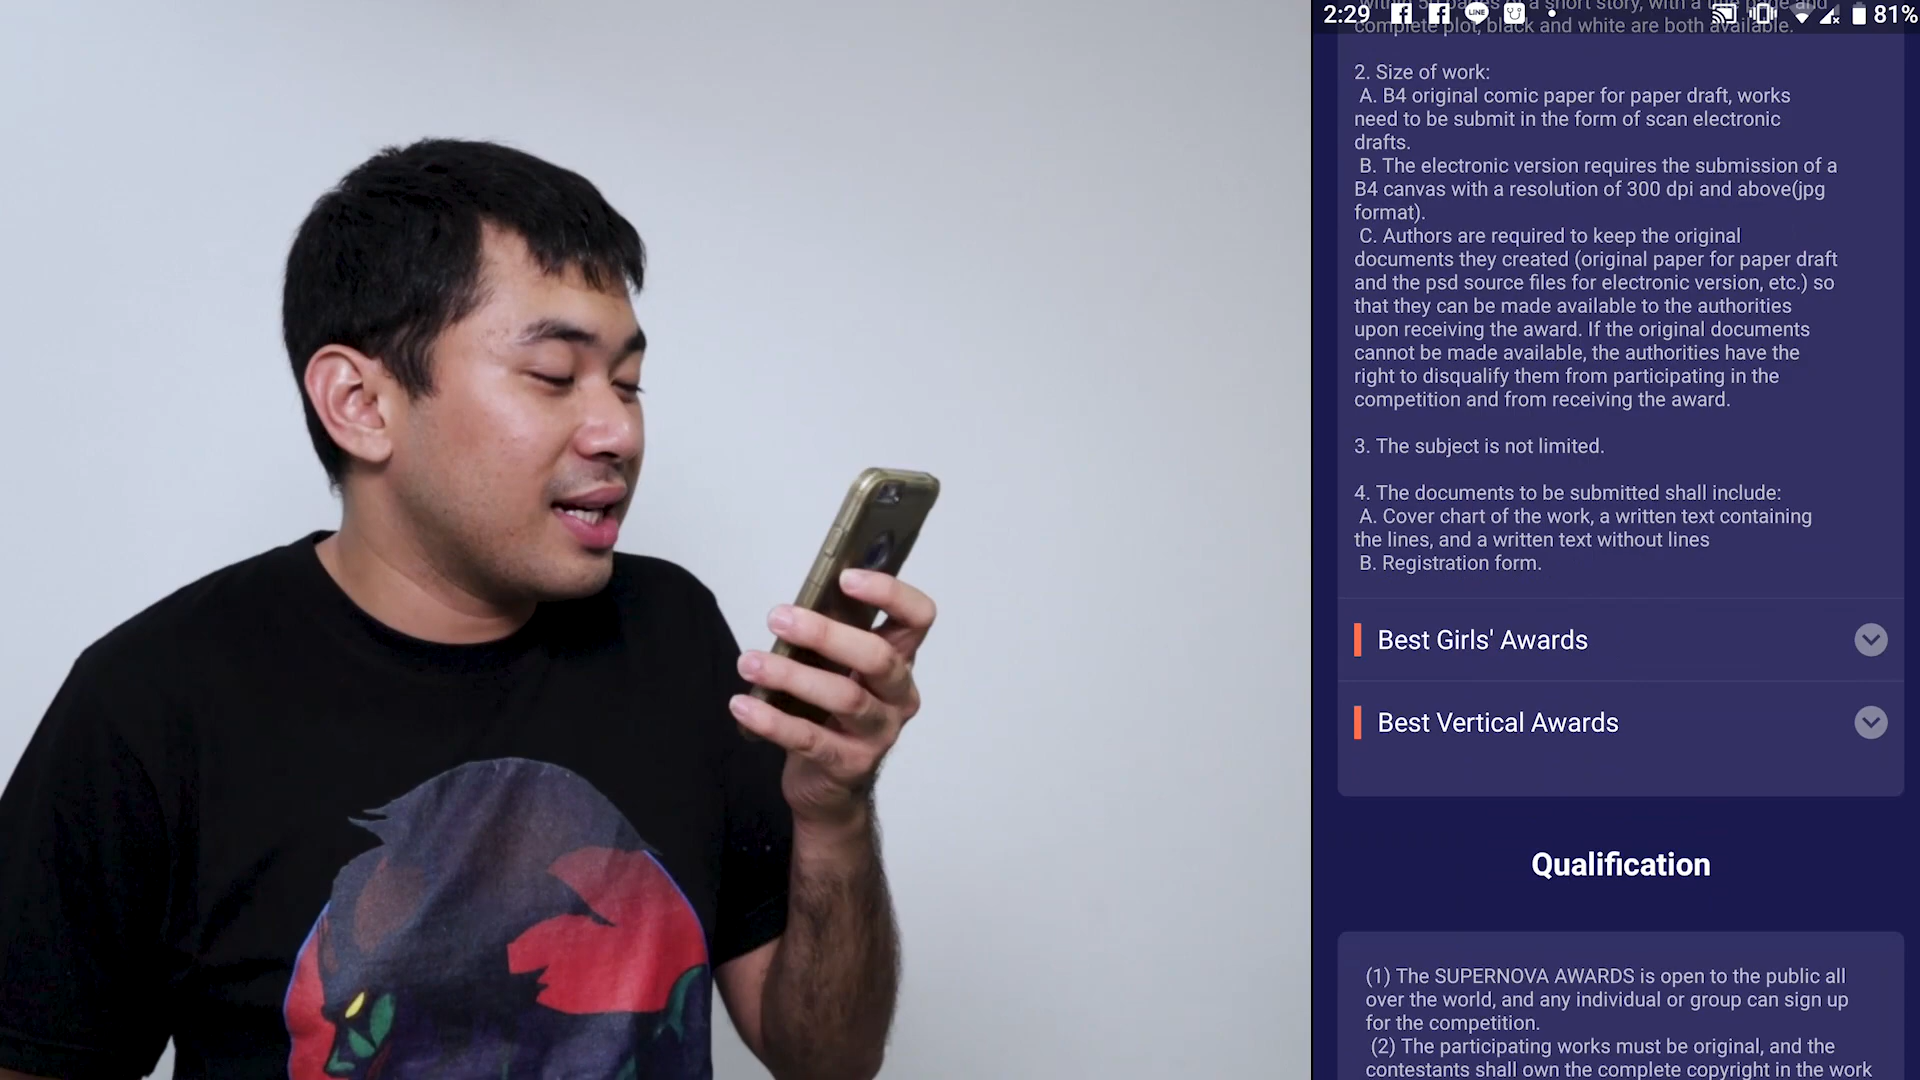 2:29
81%
within 50 pages of a short story, with a title page and
complete plot, black and white are both available.
2. Size of work:
A. B4 original comic paper for paper draft, works
need to be submit in the form of scan electronic
drafts.
B. The electronic version requires the submission of a
B4 canvas with a resolution of 300 dpi and above(jpg
format).
C. Authors are required to keep the original
documents they created (original paper for paper draft
and the psd source files for electronic version, etc.) so
that they can be made available to the authorities
upon receiving the award. If the original documents
cannot be made available, the authorities have the
right to disqualify them from participating in the
competition and from receiving the award.
3. The subject is not limited.
4. The documents to be submitted shall include:
A. Cover chart of the work, a written text containing
the lines, and a written text without lines
B. Registration form.
Best Girls' Awards
Best Vertical Awards
Qualification
(1) The SUPERNOVA AWARDS is open to the public all
over the world, and any individual or group can sign up
for the competition.
(2) The participating works must be original, and the
contestants shall own the complete copyright in the work